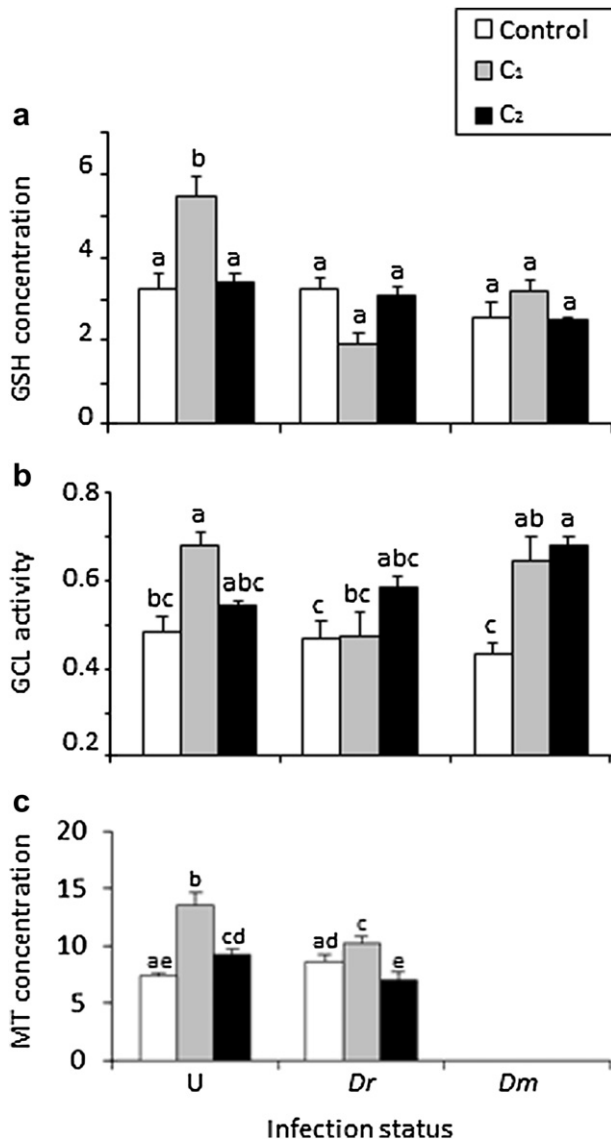 Control
C₁
C₂
a
GSH concentration
6
4
2
0
a b a
a a a
a a a
b
GCL activity
0.8
0.6
0.4
0.2
bc a abc
c bc abc
c ab a
c
MT concentration
20
15
10
5
0
ae b cd
ad c e
U Dr Dm
Infection status